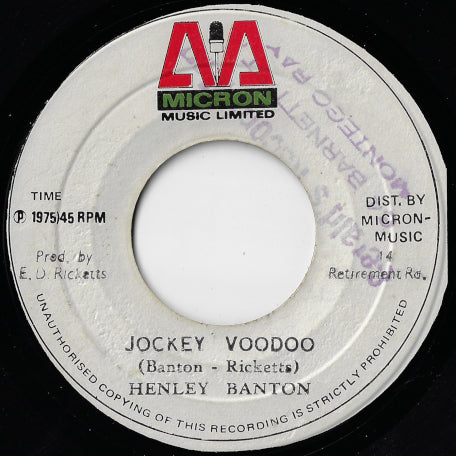 MICRON
MUSIC LIMITED
TIME
℗ 1975/45 RPM
DIST. BY
MICRON-
MUSIC
14
Retirement Rd.
Prod. by
E. D. Ricketts
BARNETT
MONTEGO BAY
JOCKEY VOODOO
(Banton - Ricketts)
HENLEY BANTON
UNAUTHORISED COPYING OF THIS RECORDING IS STRICTLY PROHIBITED